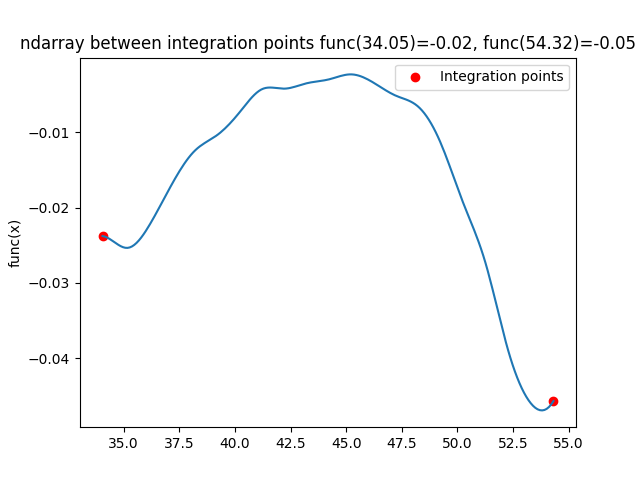 ndarray between integration points func(34.05)=-0.02, func(54.32)=-0.05
Integration points
−0.01
−0.02
−0.03
−0.04
func(x)
35.0 37.5 40.0 42.5 45.0 47.5 50.0 52.5 55.0